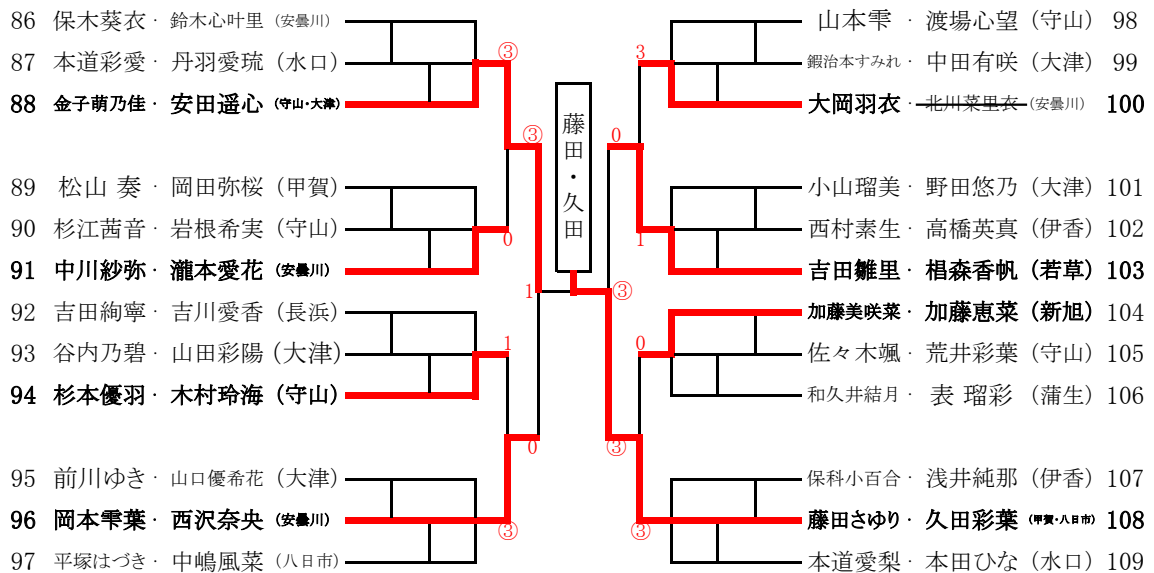 86 保木葵衣・鈴木心叶里(安曇川)
③
87 本道彩愛・丹羽愛琉(水口)
88 金子萌乃佳・安田遥心(守山・大津)
③
89 松山 奏・岡田弥桜(甲賀)
90 杉江茜音・岩根希実(守山)
0
91 中川紗弥・瀧本愛花(安曇川)
1
92 吉田絢寧・吉川愛香(長浜)
1
93 谷内乃碧・山田彩陽(大津)
94 杉本優羽・木村玲海(守山)
0
95 前川ゆき・山口優希花(大津)
96 岡本雫葉・西沢奈央(安曇川)
③
97 平塚はづき・中嶋風菜(八日市)
藤田・久田
山本雫・渡場心望(守山) 98
3
鍜治本すみれ・中田有咲(大津) 99
大岡羽衣・北川菜里衣(安曇川) 100
0
小山瑠美・野田悠乃(大津) 101
西村素生・高橋英真(伊香) 102
1
吉田雛里・椙森香帆(若草) 103
③
加藤美咲菜・加藤恵菜(新旭) 104
0
佐々木颯・荒井彩葉(守山) 105
和久井結月・表 瑠彩(蒲生) 106
③
保科小百合・浅井純那(伊香) 107
藤田さゆり・久田彩葉(甲賀・八日市) 108
③
本道愛梨・本田ひな(水口) 109